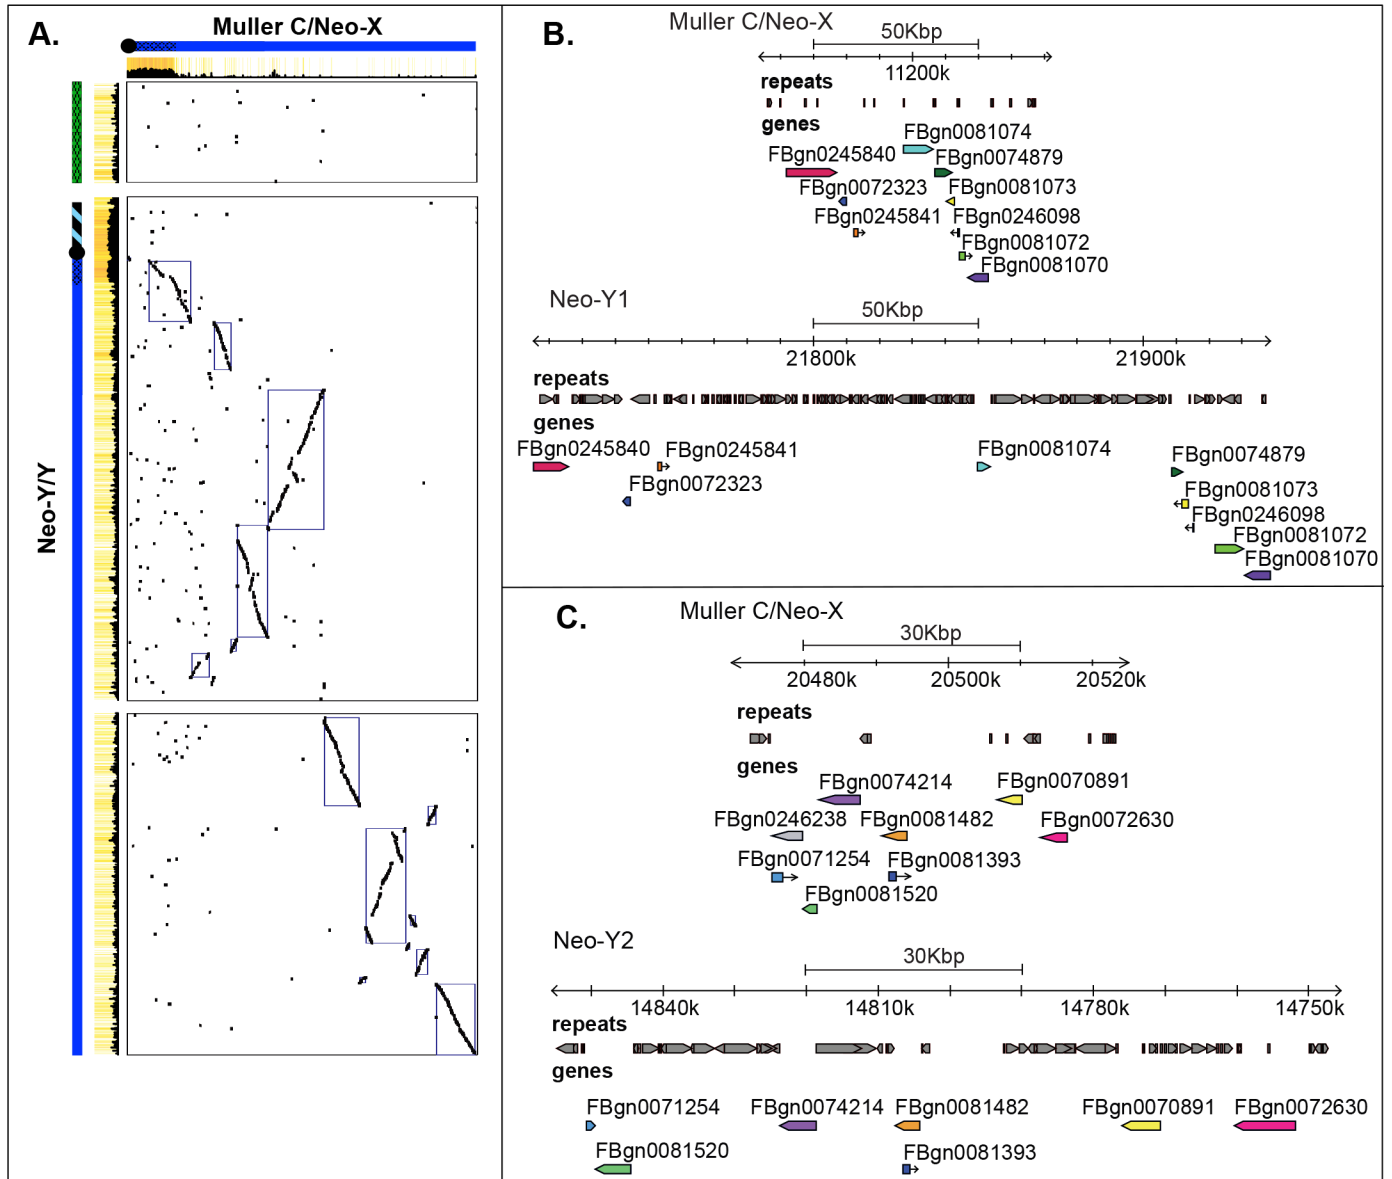 A.
Muller C/Neo-X
Neo-Y/Y
B.
Muller C/Neo-X
50Kbp
11200k
repeats
genes
FBgn0081074
FBgn0245840
FBgn0074879
FBgn0072323
FBgn0081073
FBgn0245841
FBgn0246098
FBgn0081072
FBgn0081070
Neo-Y1
50Kbp
21800k 21900k
repeats
genes
FBgn0245840
FBgn0245841
FBgn0081074
FBgn0074879
FBgn0072323
FBgn0081073
FBgn0246098
FBgn0081072
FBgn0081070
C.
Muller C/Neo-X
30Kbp
20480k 20500k 20520k
repeats
genes
FBgn0074214
FBgn0070891
FBgn0246238
FBgn0081482
FBgn0072630
FBgn0071254
FBgn0081393
FBgn0081520
Neo-Y2
30Kbp
14840k 14810k 14780k 14750k
repeats
genes
FBgn0071254
FBgn0074214
FBgn0081482
FBgn0070891
FBgn0072630
FBgn0081520
FBgn0081393